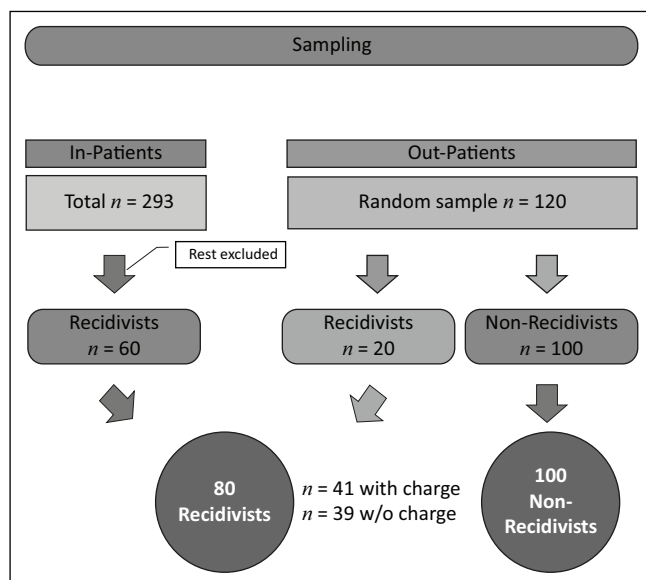 Sampling
In-Patients
Out-Patients
Total n = 293
Random sample n = 120
Rest excluded
Recidivists
n = 60
Recidivists
n = 20
Non-Recidivists
n = 100
80
Recidivists
n = 41 with charge
n = 39 w/o charge
100
Non-
Recidivists